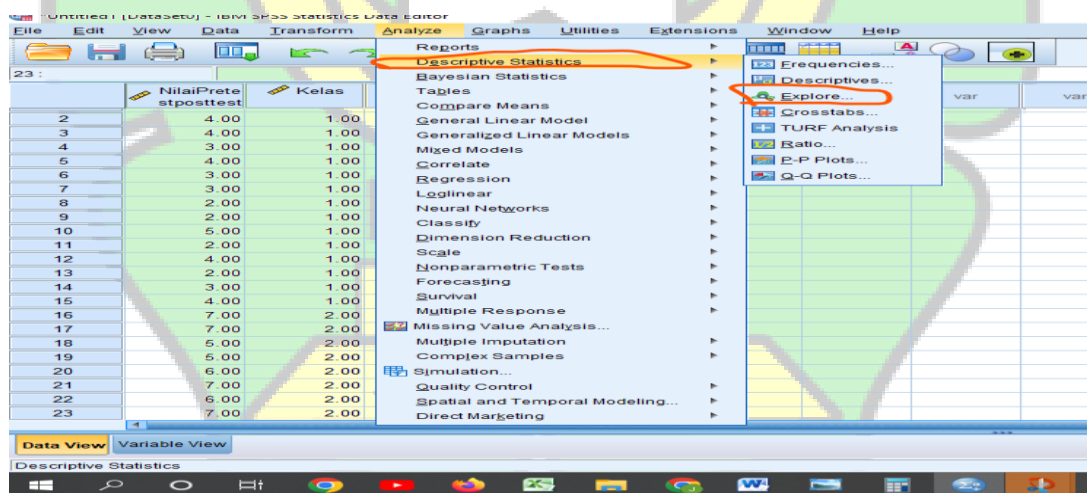 *Untitled1 [DataSet0] - IBM SPSS Statistics Data Editor
File Edit View Data Transform Analyze Graphs Utilities Extensions Window Help
23 :
NilaiPrete
stposttest
Kelas
var
var
2 4.00 1.00
3 4.00 1.00
4 3.00 1.00
5 4.00 1.00
6 3.00 1.00
7 3.00 1.00
8 2.00 1.00
9 2.00 1.00
10 5.00 1.00
11 2.00 1.00
12 4.00 1.00
13 2.00 1.00
14 3.00 1.00
15 4.00 1.00
16 7.00 2.00
17 7.00 2.00
18 5.00 2.00
19 5.00 2.00
20 6.00 2.00
21 7.00 2.00
22 6.00 2.00
23 7.00 2.00
Reports
Descriptive Statistics
Bayesian Statistics
Tables
Compare Means
General Linear Model
Generalized Linear Models
Mixed Models
Correlate
Regression
Loglinear
Neural Networks
Classify
Dimension Reduction
Scale
Nonparametric Tests
Forecasting
Survival
Multiple Response
Missing Value Analysis...
Multiple Imputation
Complex Samples
Simulation...
Quality Control
Spatial and Temporal Modeling...
Direct Marketing
Frequencies...
Descriptives...
Explore...
Crosstabs...
TURF Analysis
Ratio...
P-P Plots...
Q-Q Plots...
Data View Variable View
Descriptive Statistics